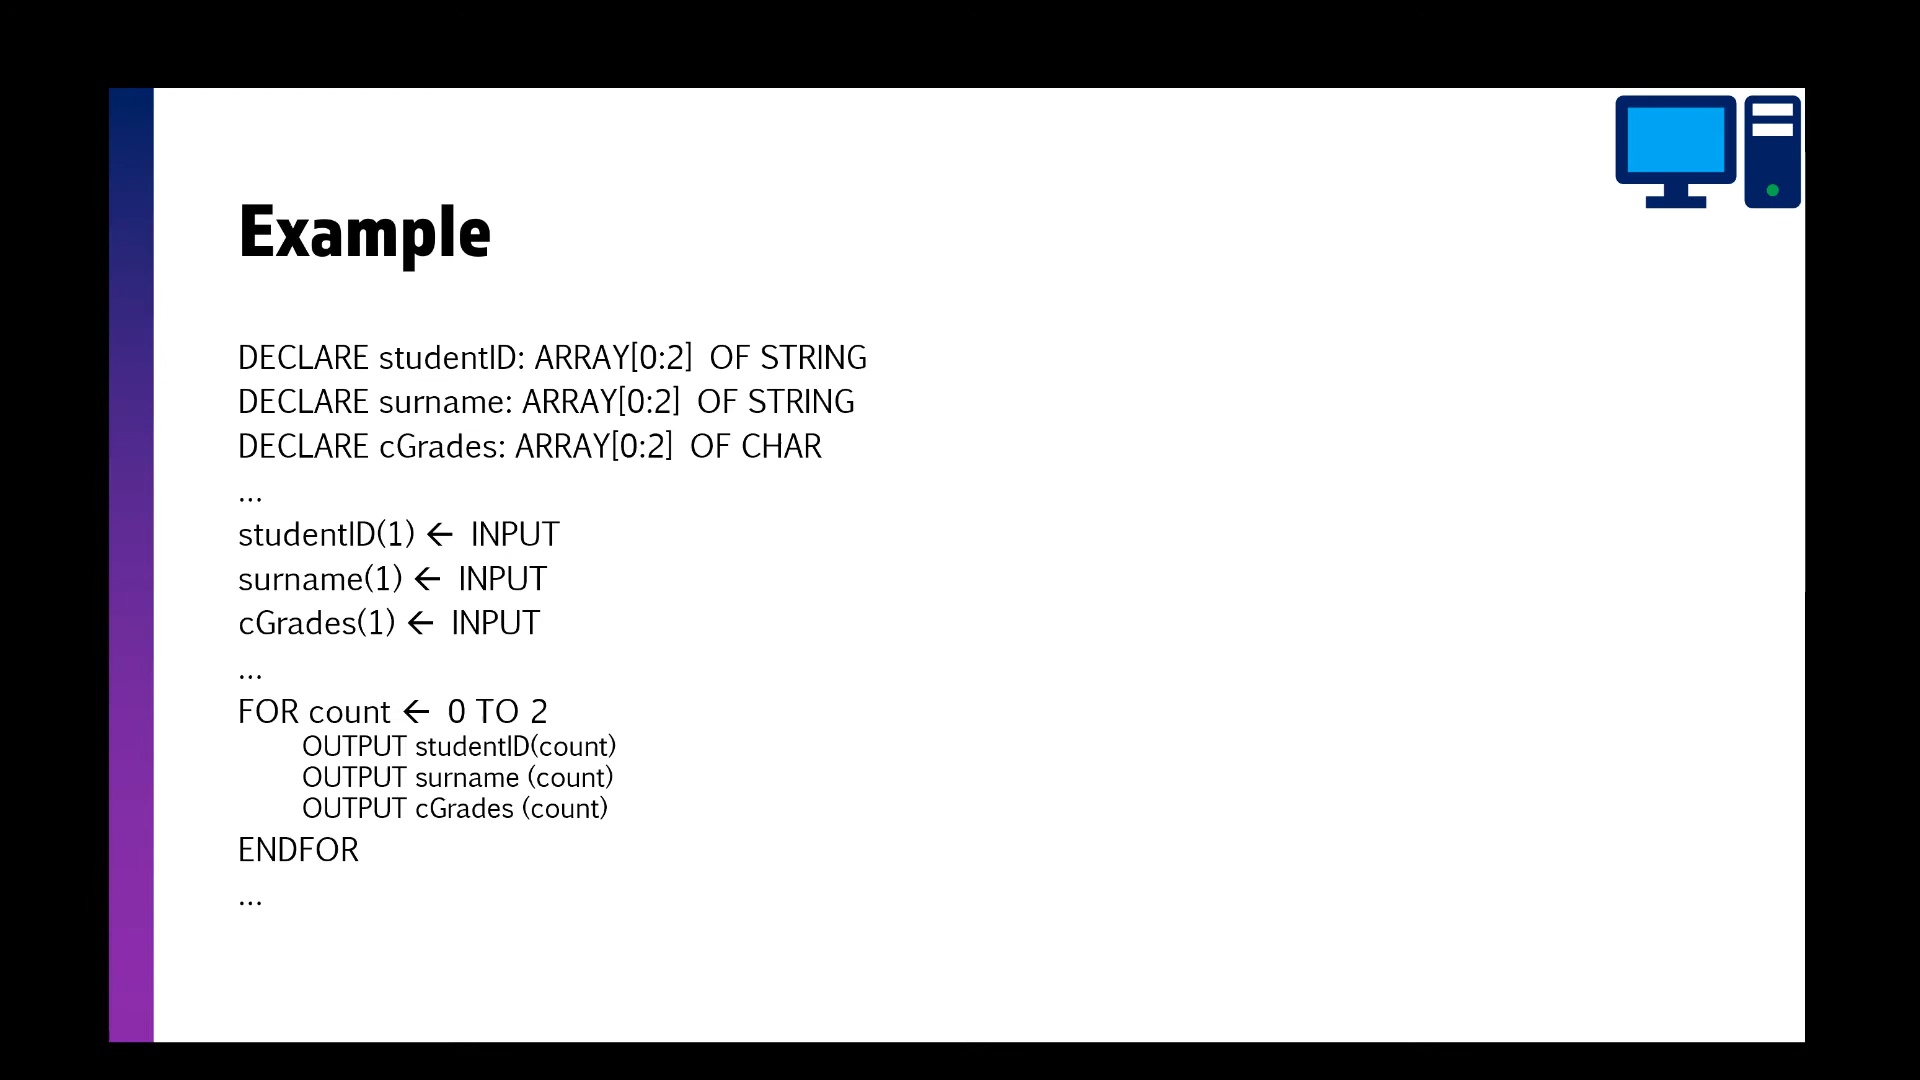 Example
DECLARE studentID: ARRAY[0:2] OF STRING
DECLARE surname: ARRAY[0:2] OF STRING
DECLARE cGrades: ARRAY[0:2] OF CHAR
...
studentID(1) ← INPUT
surname(1) ← INPUT
cGrades(1) ← INPUT
...
FOR count ← 0 TO 2
OUTPUT studentID(count)
OUTPUT surname (count)
OUTPUT cGrades (count)
ENDFOR
...